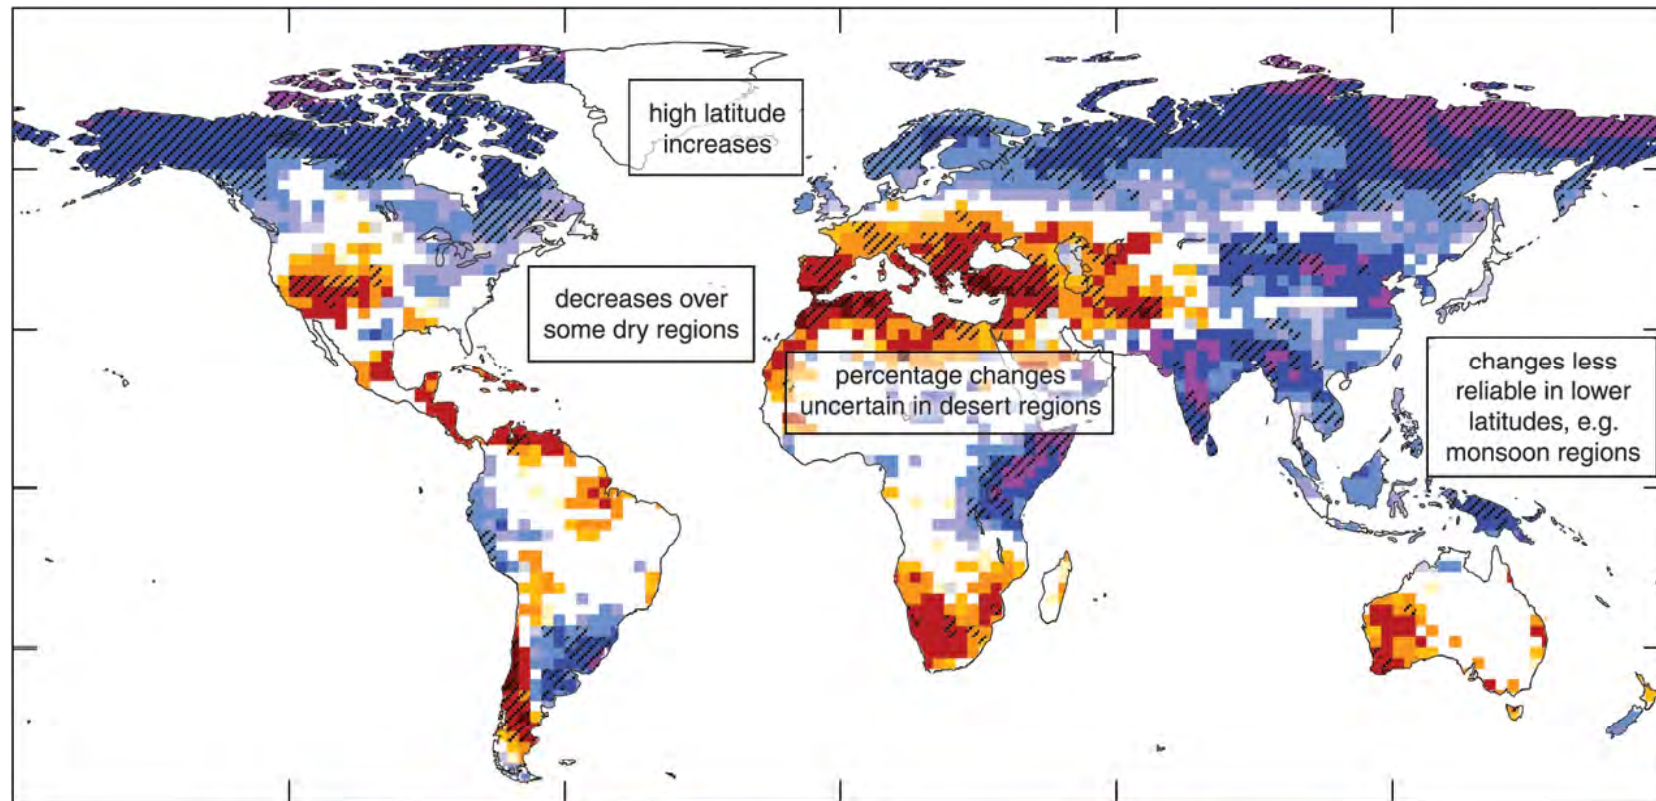 high latitude
increases
decreases over
some dry regions
percentage changes
uncertain in desert regions
changes less
reliable in lower
latitudes, e.g.
monsoon regions